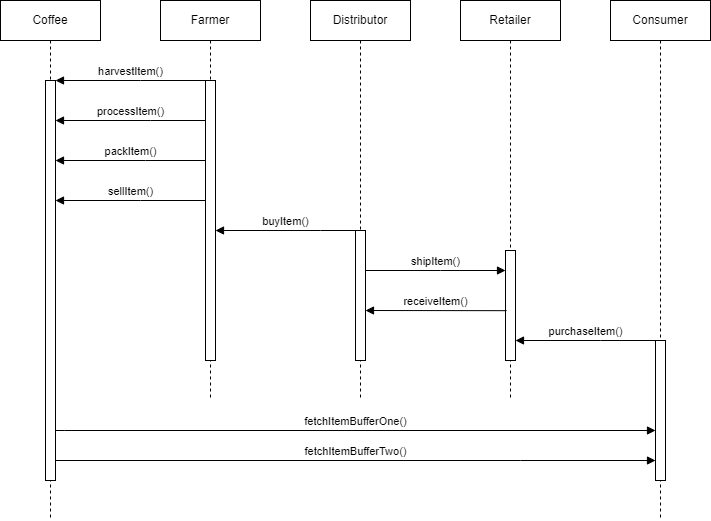 Coffee
Farmer
Distributor
Retailer
Consumer
harvestItem()
processItem()
packItem()
sellItem()
buyItem()
shipItem()
receiveItem()
purchaseItem()
fetchItemBufferOne()
fetchItemBufferTwo()